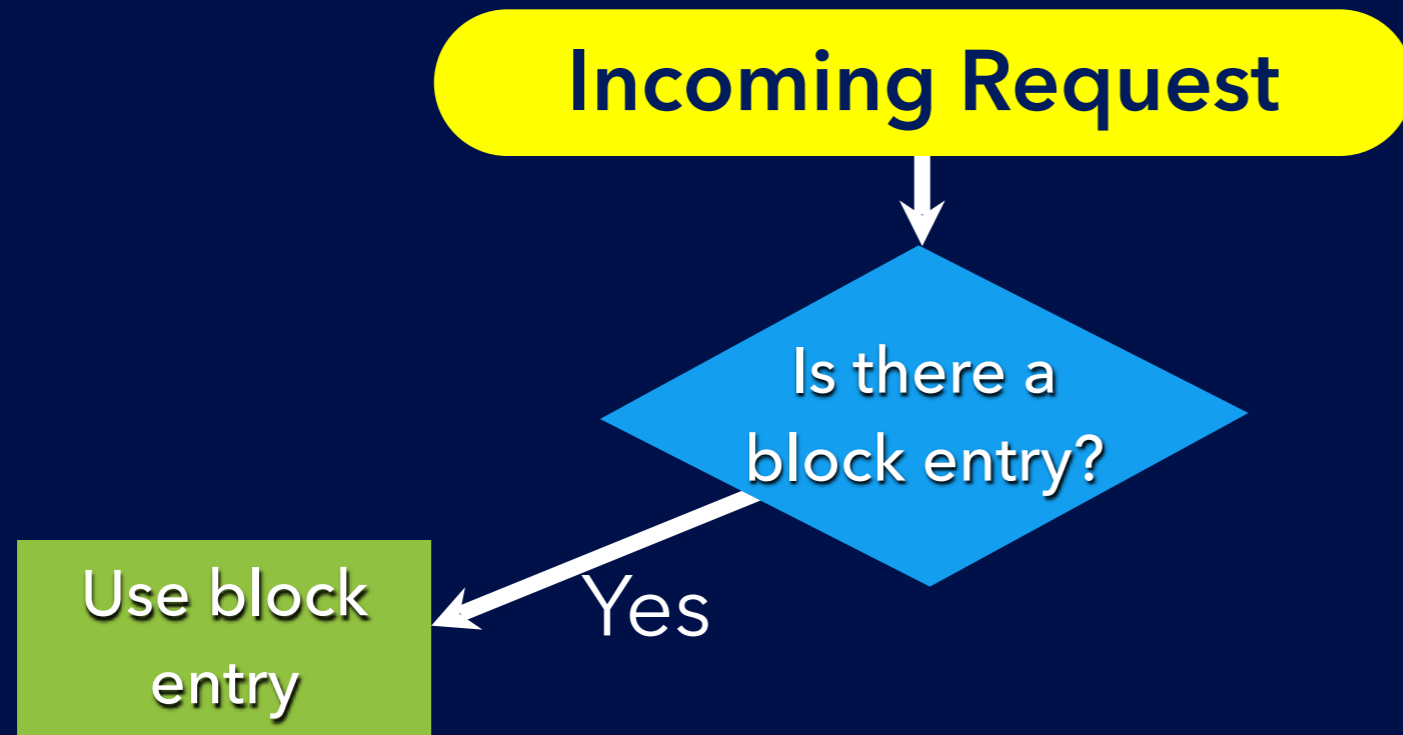 Incoming Request
Is there a
block entry?
Yes
Use block
entry